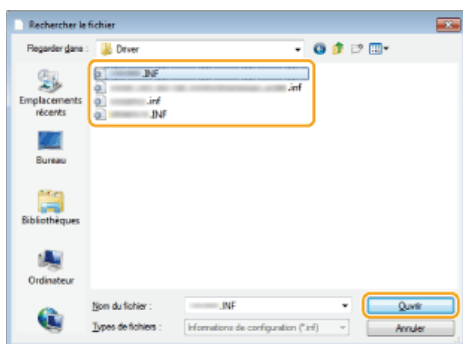 Rechercher le fichier
Regarder dans :
Driver
.INF
.inf
.inf
.INF
Emplacements
récents
Bureau
Bibliothèques
Ordinateur
Nom du fichier :
.INF
Ouvrir
Types de fichiers :
Informations de configuration (*.inf)
Annuler